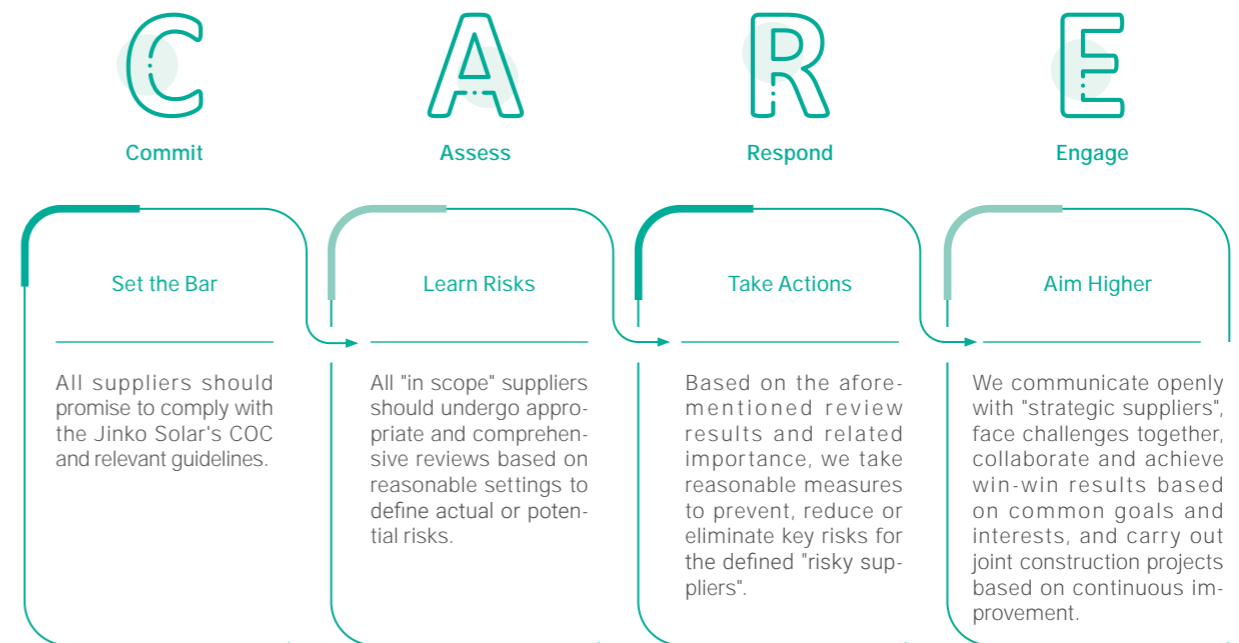 C
Commit
Set the Bar
All suppliers should
promise to comply with
the Jinko Solar's COC
and relevant guidelines.
A
Assess
Learn Risks
All "in scope" suppliers
should undergo appro-
priate and comprehen-
sive reviews based on
reasonable settings to
define actual or poten-
tial risks.
R
Respond
Take Actions
Based on the afore-
mentioned review
results and related
importance, we take
reasonable measures
to prevent, reduce or
eliminate key risks for
the defined "risky sup-
pliers".
E
Engage
Aim Higher
We communicate openly
with "strategic suppliers",
face challenges together,
collaborate and achieve
win-win results based
on common goals and
interests, and carry out
joint construction projects
based on continuous im-
provement.